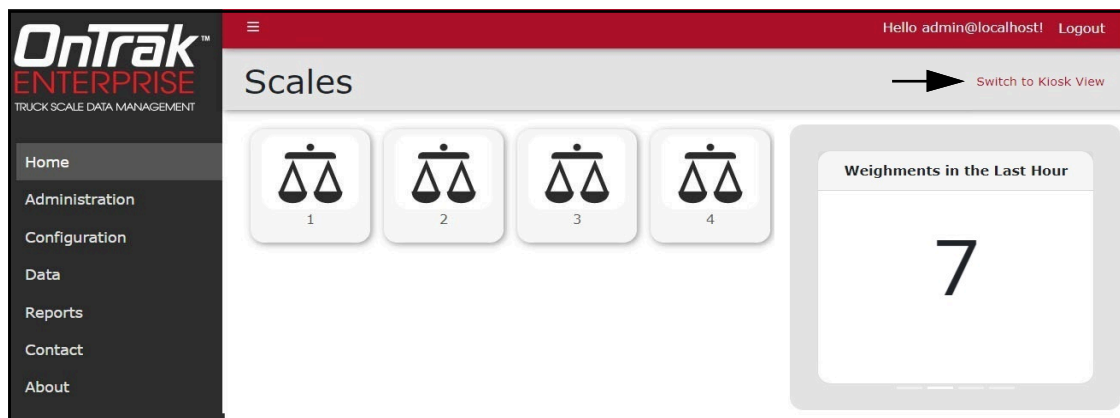 OnTrak™
ENTERPRISE
TRUCK SCALE DATA MANAGEMENT
Hello admin@localhost! Logout
Scales
Switch to Kiosk View
Home
Administration
Configuration
Data
Reports
Contact
About
1 2 3 4
Weighments in the Last Hour
7